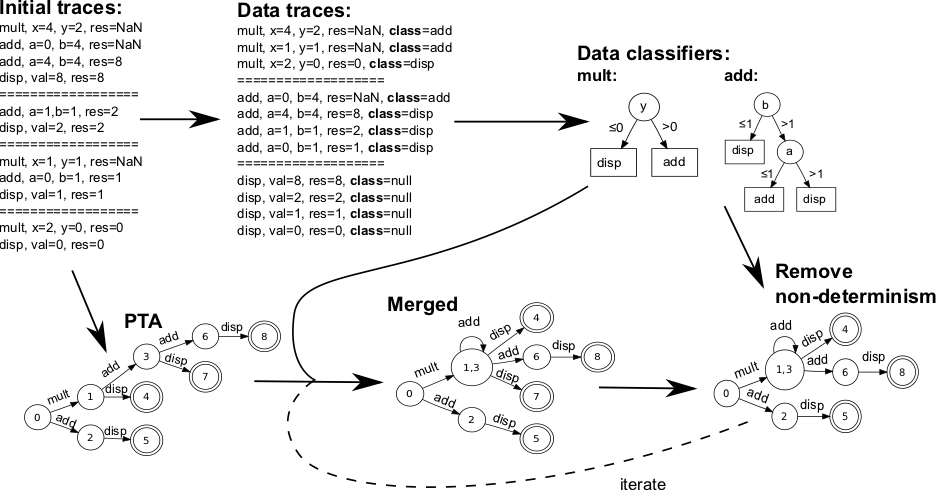 Initial traces:
mult, x=4, y=2, res=NaN
add, a=0, b=4, res=NaN
add, a=4, b=4, res=8
disp, val=8, res=8
==================
add, a=1,b=1, res=2
disp, val=2, res=2
==================
mult, x=1, y=1, res=NaN
add, a=0, b=1, res=1
disp, val=1, res=1
==================
mult, x=2, y=0, res=0
disp, val=0, res=0
Data traces:
mult, x=4, y=2, res=NaN, class=add
mult, x=1, y=1, res=NaN, class=add
mult, x=2, y=0, res=0, class=disp
===================
add, a=0, b=4, res=NaN, class=add
add, a=4, b=4, res=8, class=disp
add, a=1, b=1, res=2, class=disp
add, a=0, b=1, res=1, class=disp
===================
disp, val=8, res=8, class=null
disp, val=2, res=2, class=null
disp, val=1, res=1, class=null
disp, val=0, res=0, class=null
Data classifiers:
mult:
y
≤0
>0
disp
add
add:
b
≤1
>1
disp
a
≤1
>1
add
disp
PTA
0
mult
add
1
2
add
disp
disp
3
4
5
add
disp
6
7
disp
8
Merged
0
mult
add
1,3
2
add
disp
add
disp
disp
4
6
7
5
disp
8
Remove
non-determinism
0
mult
add
1,3
2
add
disp
add
disp
4
6
5
disp
8
iterate